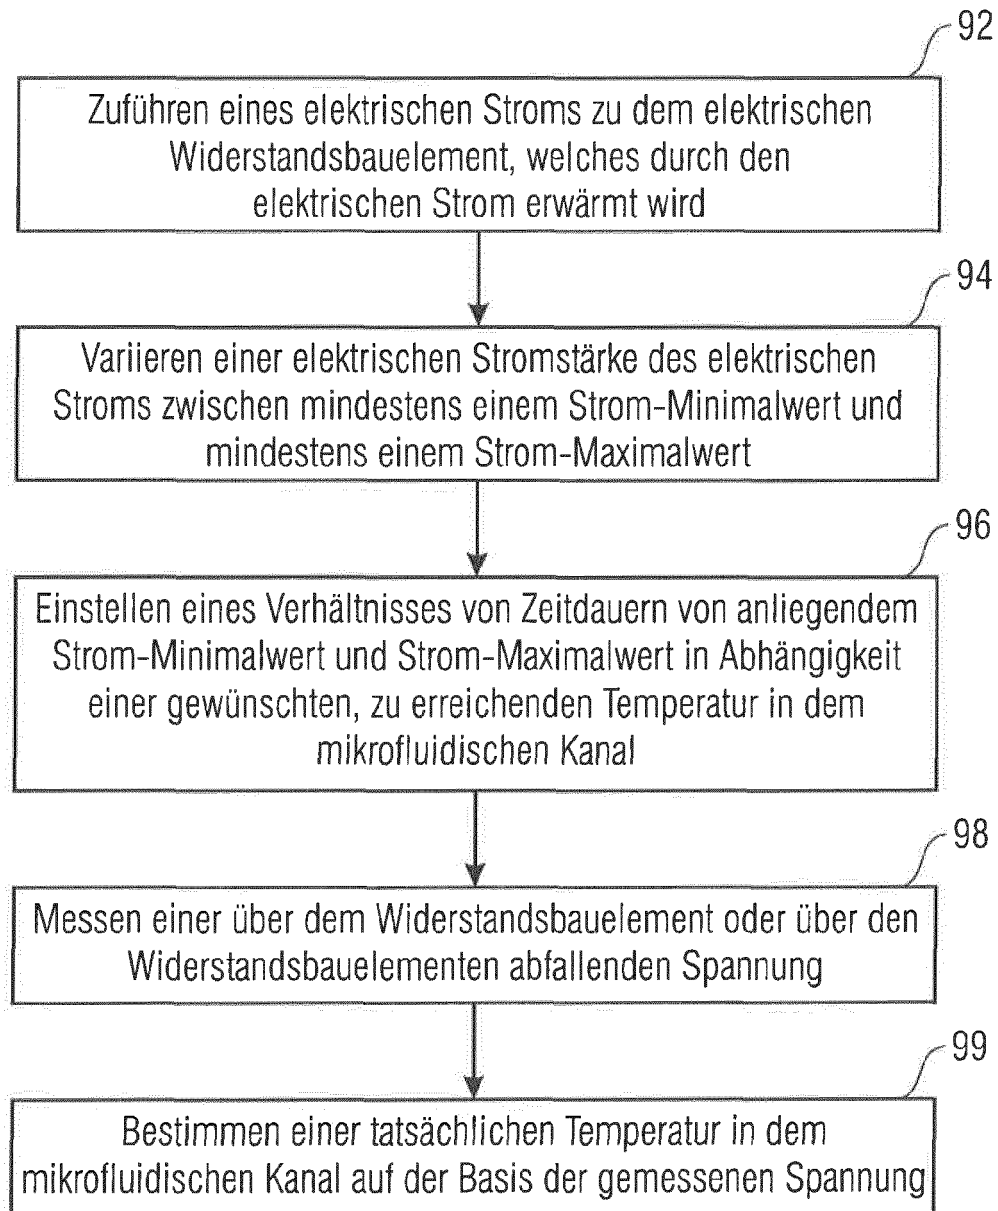 92
Zuführen eines elektrischen Stroms zu dem elektrischen
Widerstandsbauelement, welches durch den
elektrischen Strom erwärmt wird
94
Variieren einer elektrischen Stromstärke des elektrischen
Stroms zwischen mindestens einem Strom-Minimalwert und
mindestens einem Strom-Maximalwert
96
Einstellen eines Verhältnisses von Zeitdauern von anliegendem
Strom-Minimalwert und Strom-Maximalwert in Abhängigkeit
einer gewünschten, zu erreichenden Temperatur in dem
mikrofluidischen Kanal
98
Messen einer über dem Widerstandsbauelement oder über den
Widerstandsbauelementen abfallenden Spannung
99
Bestimmen einer tatsächlichen Temperatur in dem
mikrofluidischen Kanal auf der Basis der gemessenen Spannung